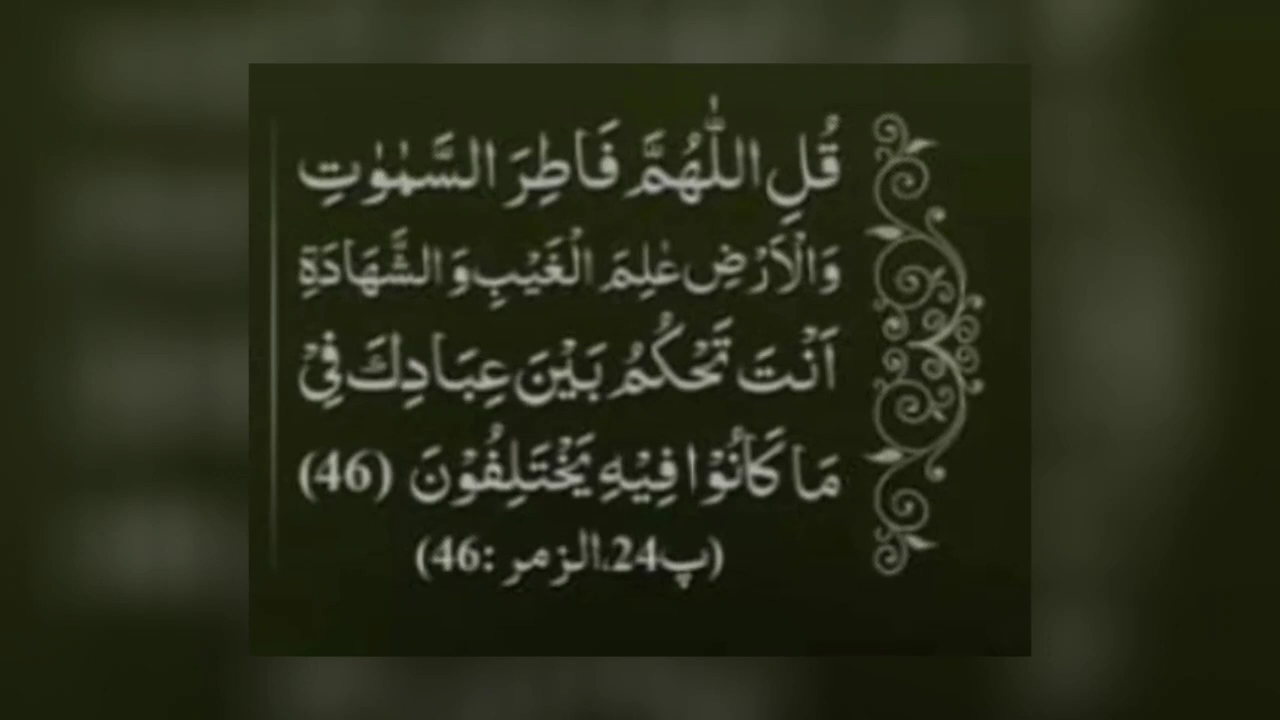 قُلِ اللّٰهُمَّ فَاطِرَ السَّمٰوٰتِ
وَالْاَرْضِ عٰلِمَ الْغَيْبِ وَالشَّهَادَةِ
اَنْتَ تَحْكُمُ بَيْنَ عِبَادِكَ فِیْ
مَا كَانُوْا فِيْهِ يَخْتَلِفُوْنَ (46)
(پ24،الزمر :46)